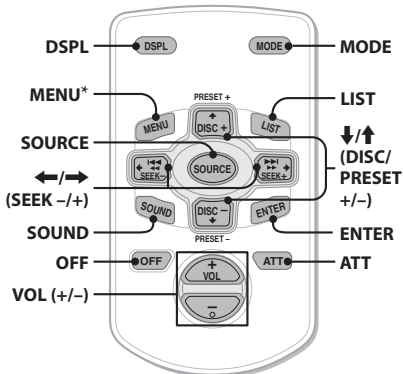 DSPL
DSPL
MODE
MODE
MENU*
PRESET +
LIST
MENU
DISC +
LIST
SOURCE
(SEEK –/+)
SEEK–
SOURCE
SEEK+
(DISC/
PRESET
+/–)
SOUND
SOUND
DISC –
ENTER
ENTER
PRESET –
OFF
OFF
ATT
ATT
VOL (+/–)
+
VOL
–